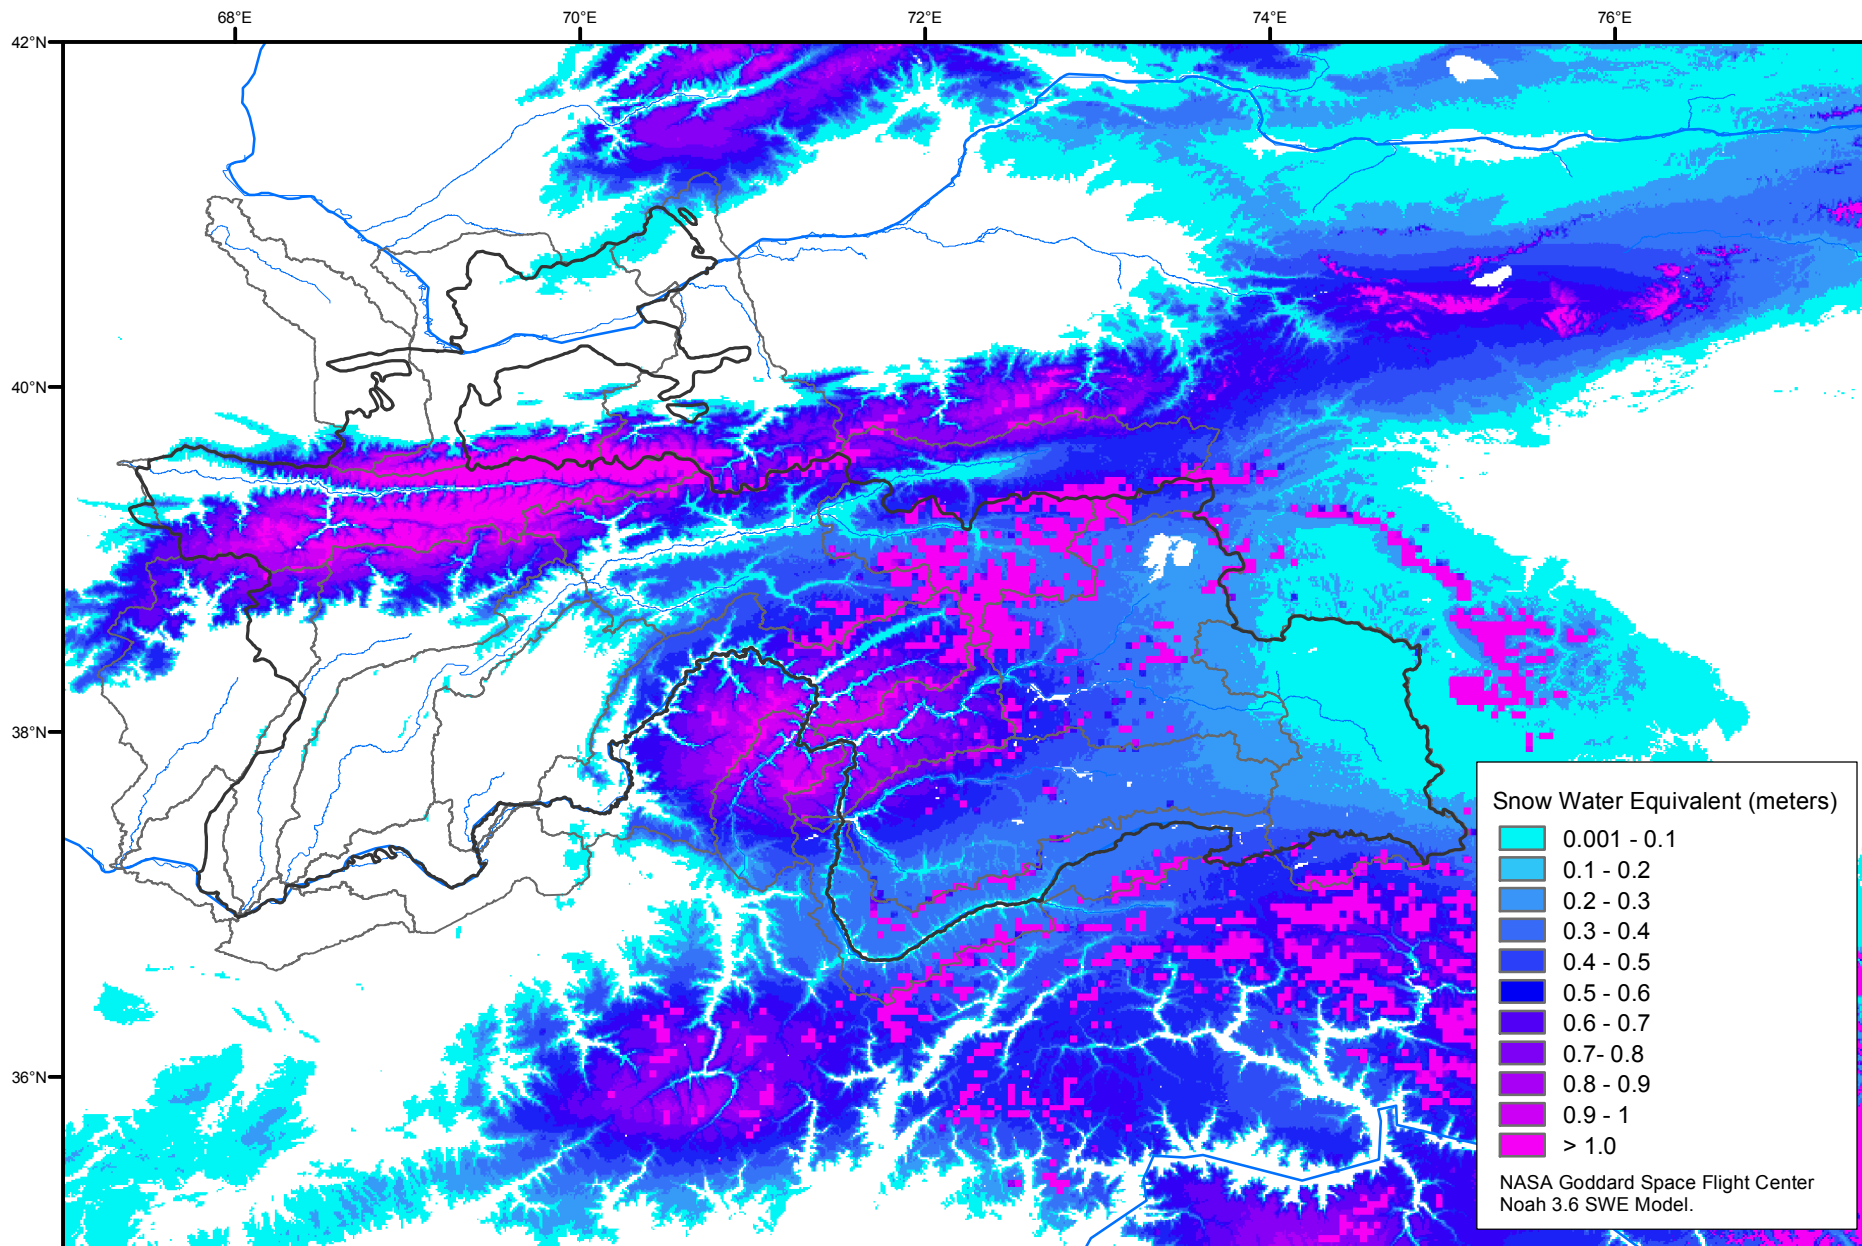 68°E 70°E 72°E 74°E 76°E
42°N
40°N
38°N
36°N
Snow Water Equivalent (meters)
0.001 - 0.1
0.1 - 0.2
0.2 - 0.3
0.3 - 0.4
0.4 - 0.5
0.5 - 0.6
0.6 - 0.7
0.7- 0.8
0.8 - 0.9
0.9 - 1
> 1.0
NASA Goddard Space Flight Center
Noah 3.6 SWE Model.